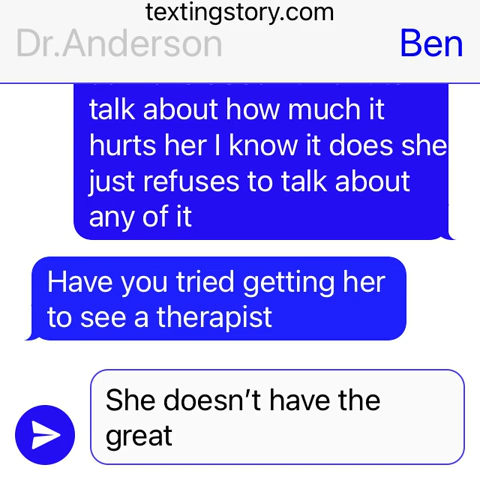 textingstory.com
Dr.Anderson
Ben
talk about how much it
hurts her I know it does she
just refuses to talk about
any of it
Have you tried getting her
to see a therapist
She doesn’t have the
great